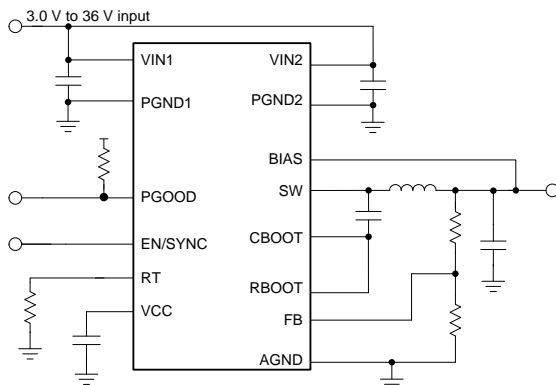 3.0 V to 36 V input
VIN1
VIN2
PGND1
PGND2
BIAS
SW
PGOOD
CBOOT
EN/SYNC
RT
RBOOT
VCC
FB
AGND